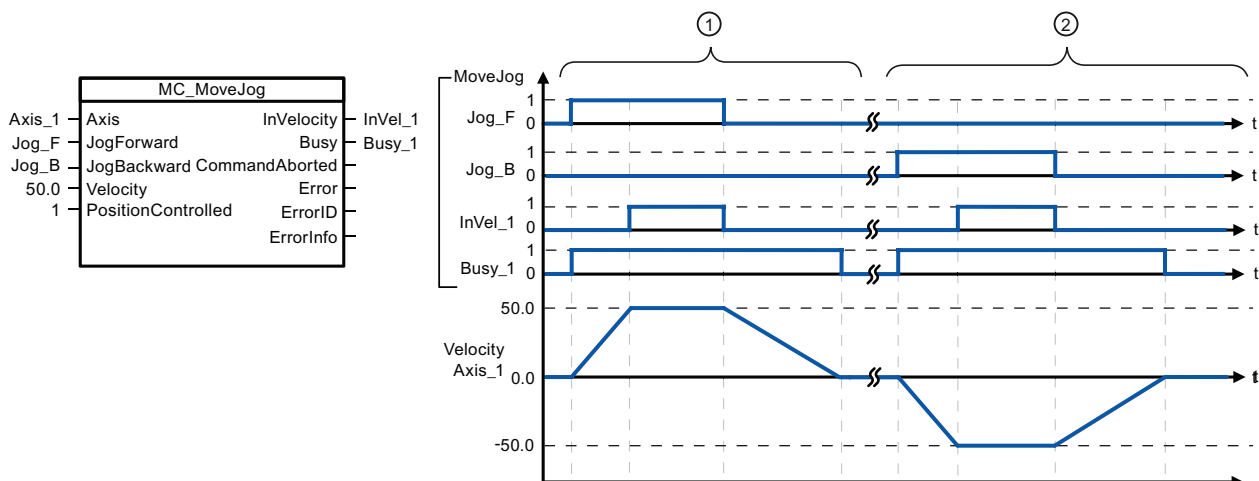 MC_MoveJog
Axis_1 Axis InVelocity InVel_1
Jog_F JogForward Busy Busy_1
Jog_B JogBackward CommandAborted
50.0 Velocity Error
1 PositionControlled ErrorID
ErrorInfo
1 2
MoveJog
1
Jog_F
0 t
1
Jog_B
0 t
1
InVel_1
0 t
1
Busy_1
0 t
50.0
Velocity
Axis_1
0.0 t
-50.0